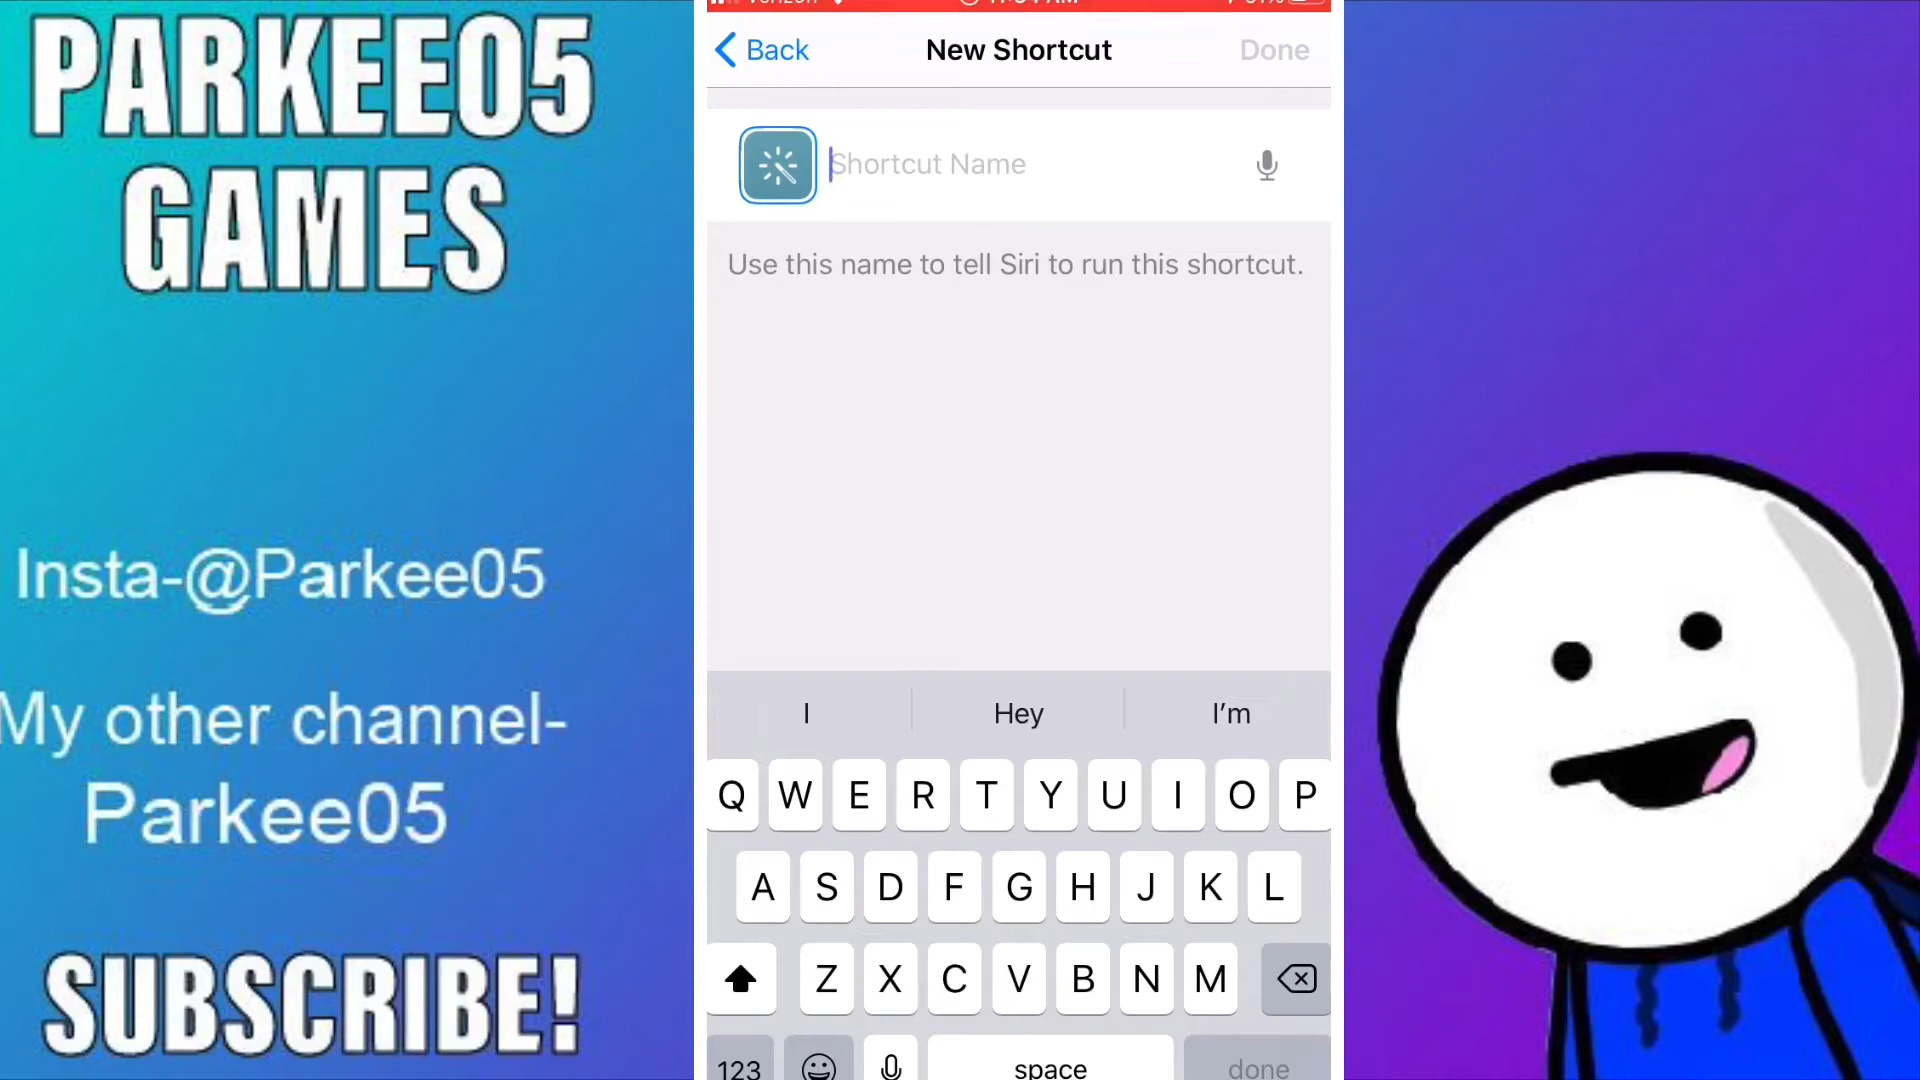 PARKEE05
GAMES
Insta-@Parkee05
My other channel-
Parkee05
SUBSCRIBE!
Back
New Shortcut
Done
Shortcut Name
Use this name to tell Siri to run this shortcut.
I
Hey
I'm
Q W E R T Y U I O P
A S D F G H J K L
Z X C V B N M
123
space
done